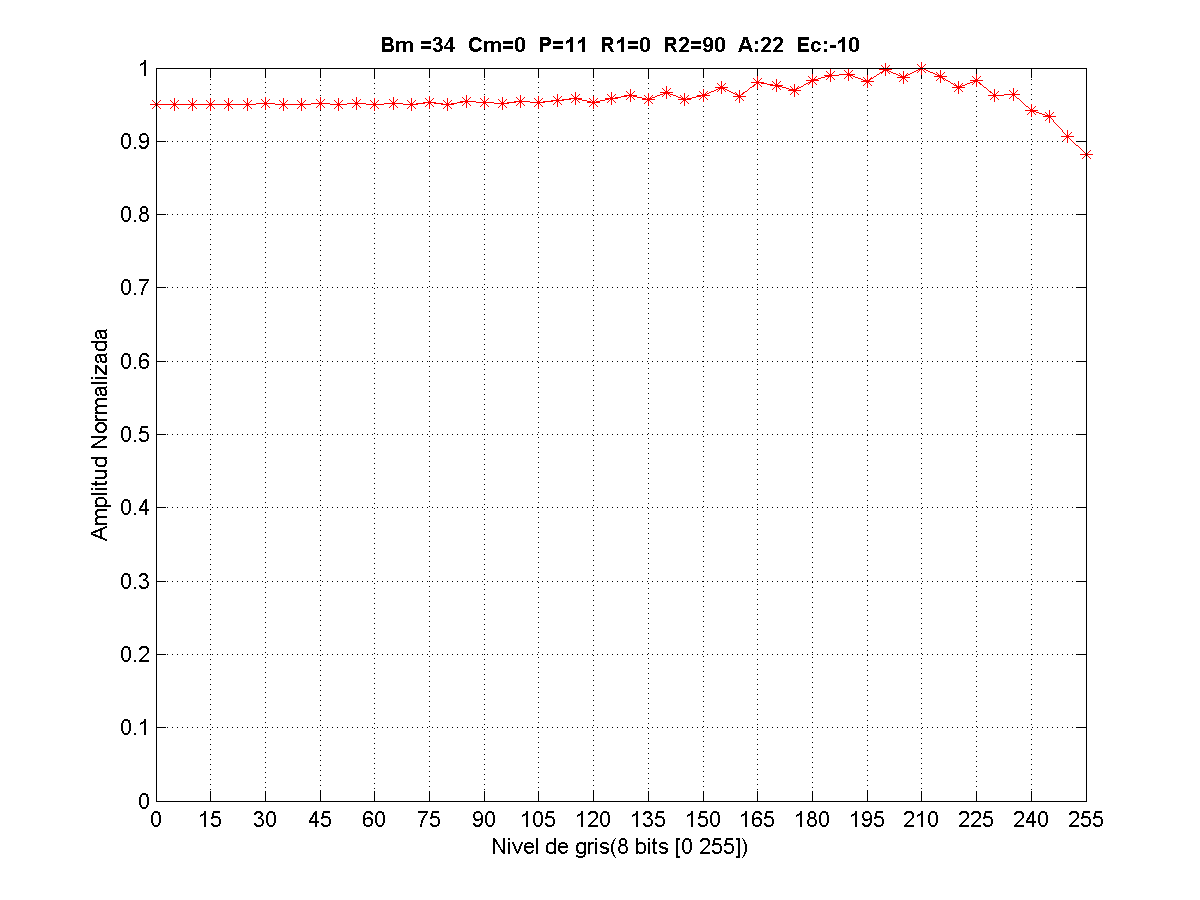 Bm =34 Cm=0 P=11 R1=0 R2=90 A:22 Ec:-10
1
0.9
0.8
0.7
0.6
0.5
0.4
0.3
0.2
0.1
0
Amplitud Normalizada
0 15 30 45 60 75 90 105 120 135 150 165 180 195 210 225 240 255
Nivel de gris(8 bits [0 255])